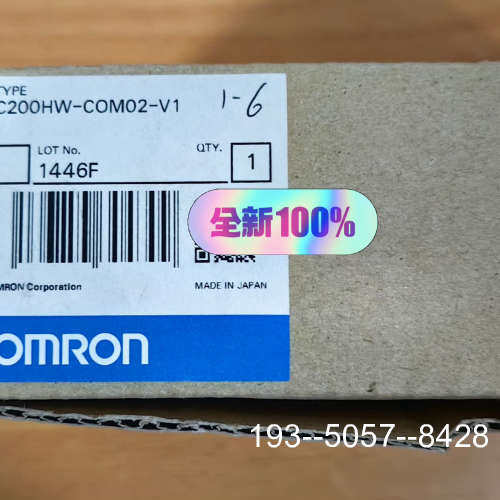 TYPE
C200HW-COM02-V1
1-6
LOT No.
QTY.
1446F
1
全新100%
MRON Corporation
MADE IN JAPAN
OMRON
193--5057--8428